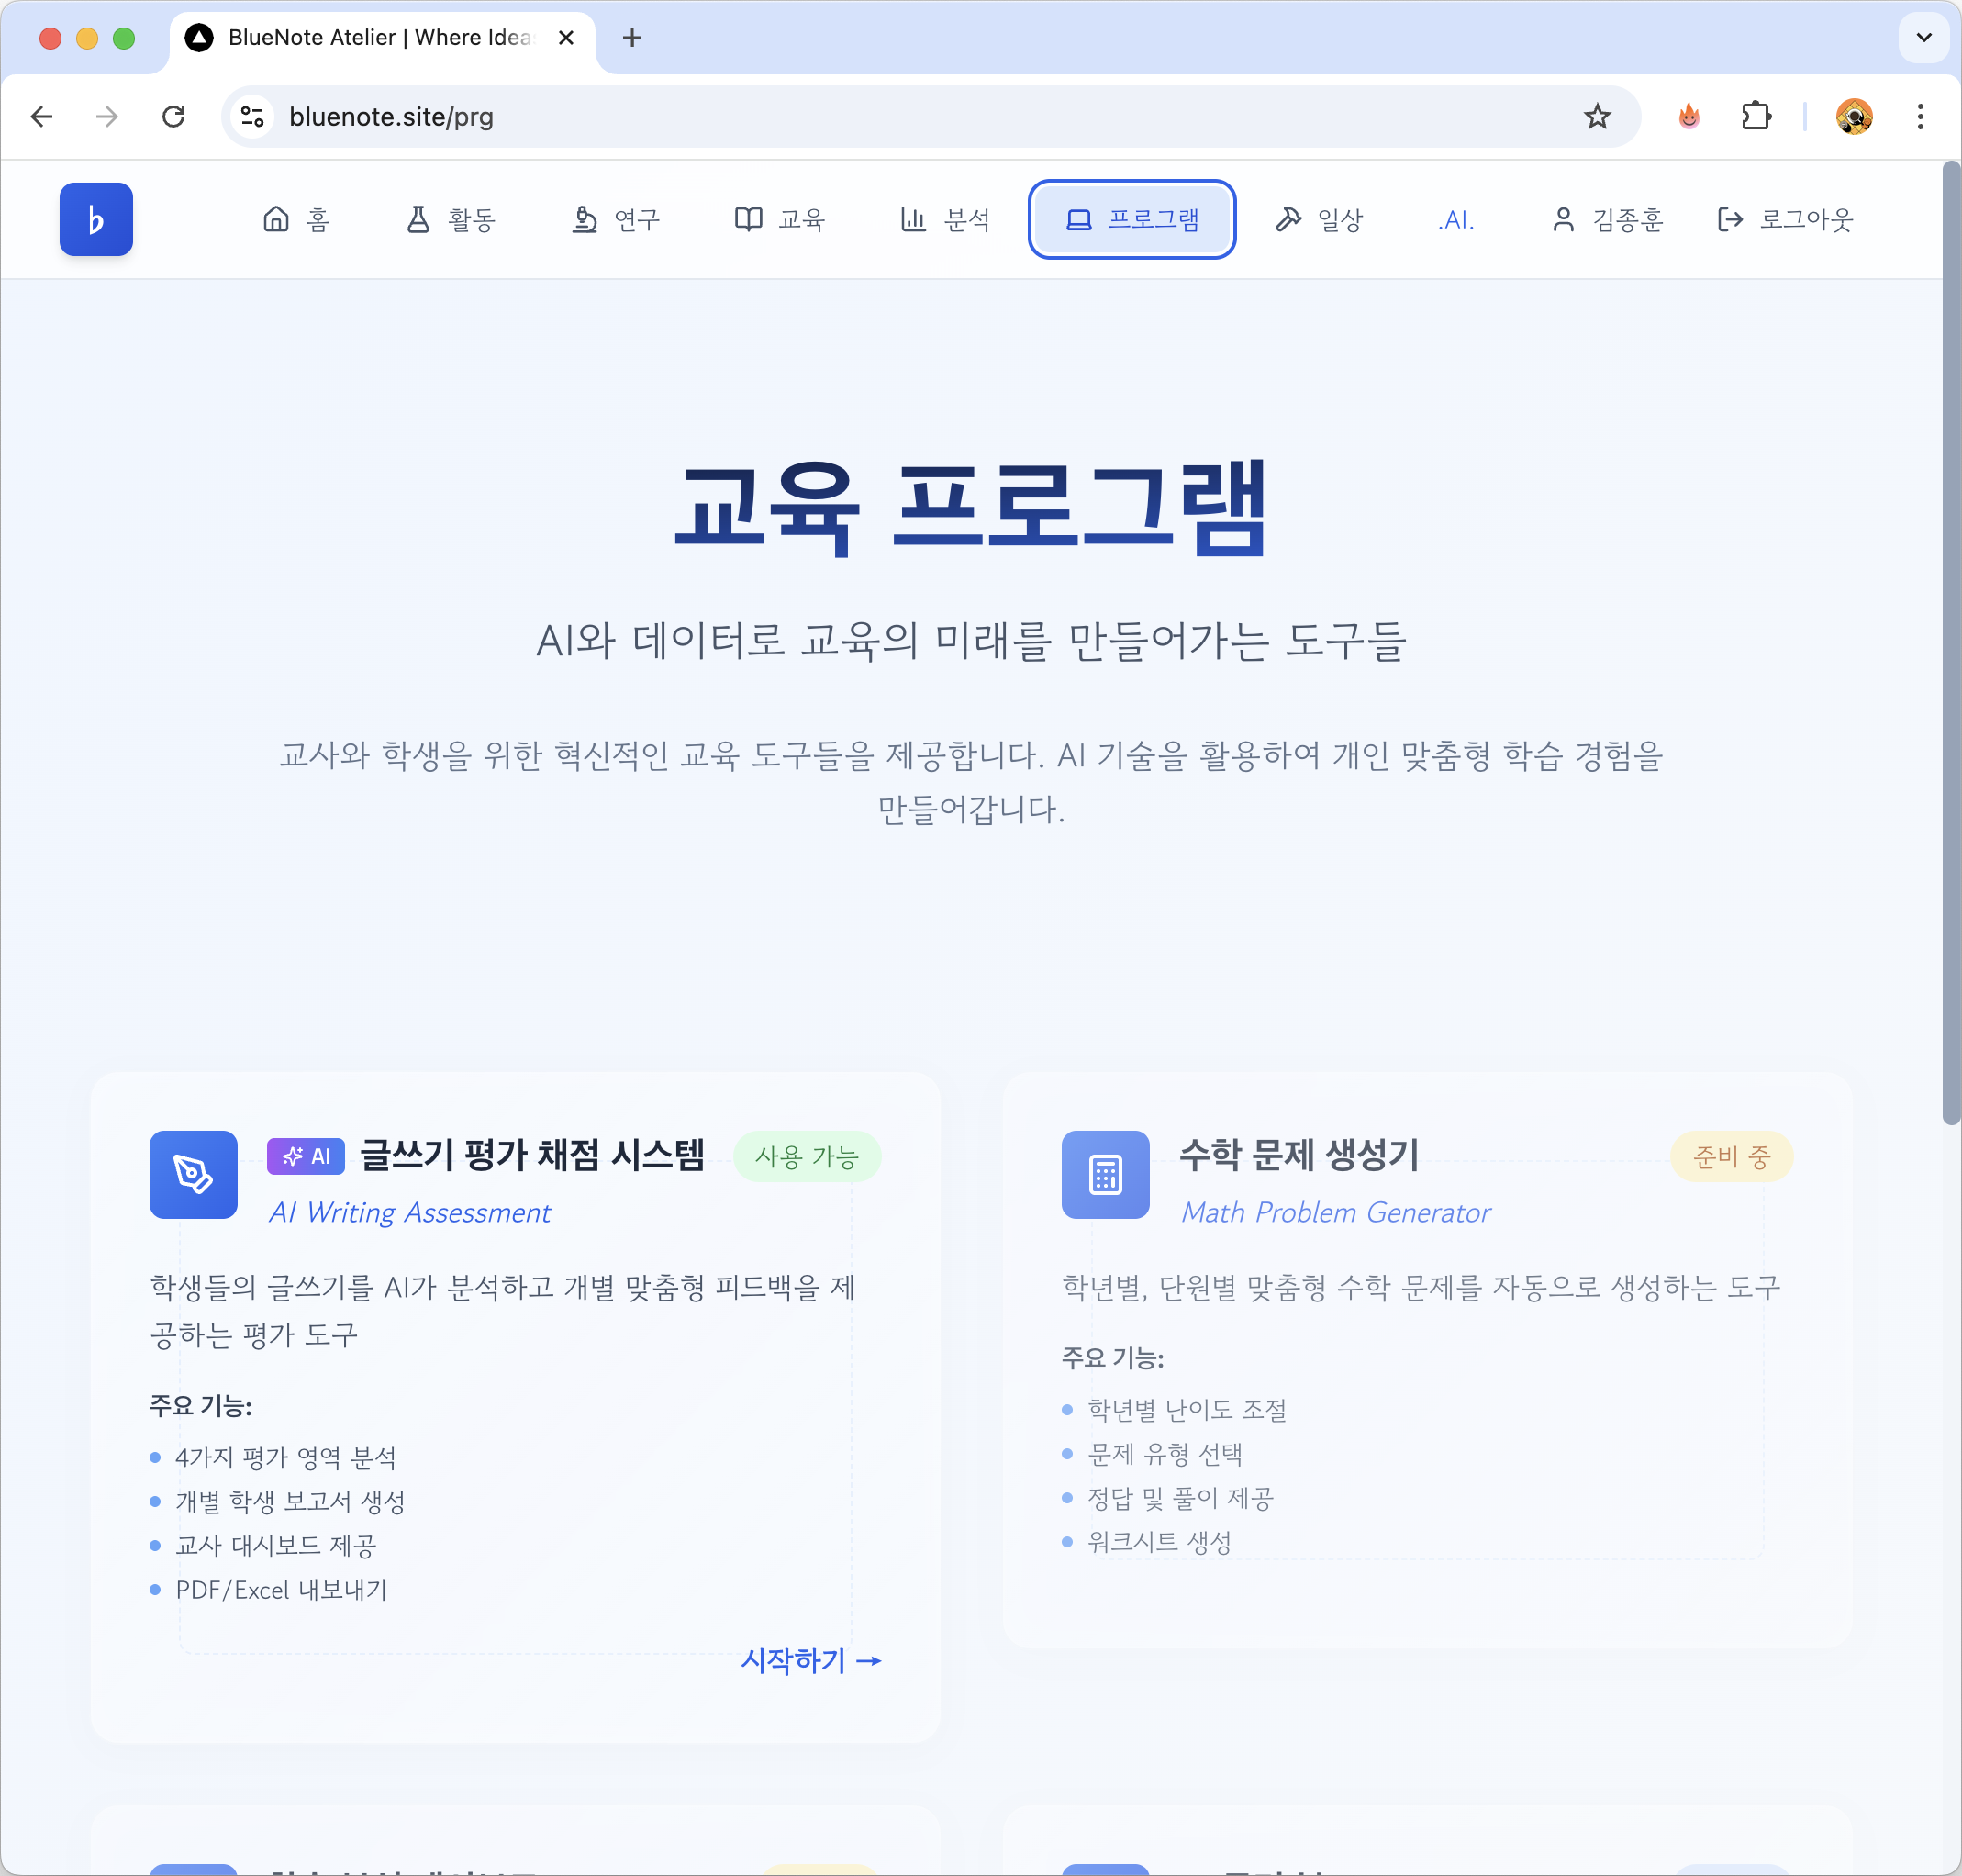 BlueNote Atelier | Where Idea
bluenote.site/prg
홈
활동
연구
교육
분석
프로그램
일상
.AI.
김종훈
로그아웃
교육 프로그램
AI와 데이터로 교육의 미래를 만들어가는 도구들
교사와 학생을 위한 혁신적인 교육 도구들을 제공합니다. AI 기술을 활용하여 개인 맞춤형 학습 경험을
만들어갑니다.
AI 글쓰기 평가 채점 시스템
사용 가능
AI Writing Assessment
학생들의 글쓰기를 AI가 분석하고 개별 맞춤형 피드백을 제
공하는 평가 도구
주요 기능:
4가지 평가 영역 분석
개별 학생 보고서 생성
교사 대시보드 제공
PDF/Excel 내보내기
시작하기 →
수학 문제 생성기
준비 중
Math Problem Generator
학년별, 단원별 맞춤형 수학 문제를 자동으로 생성하는 도구
주요 기능:
학년별 난이도 조절
문제 유형 선택
정답 및 풀이 제공
워크시트 생성